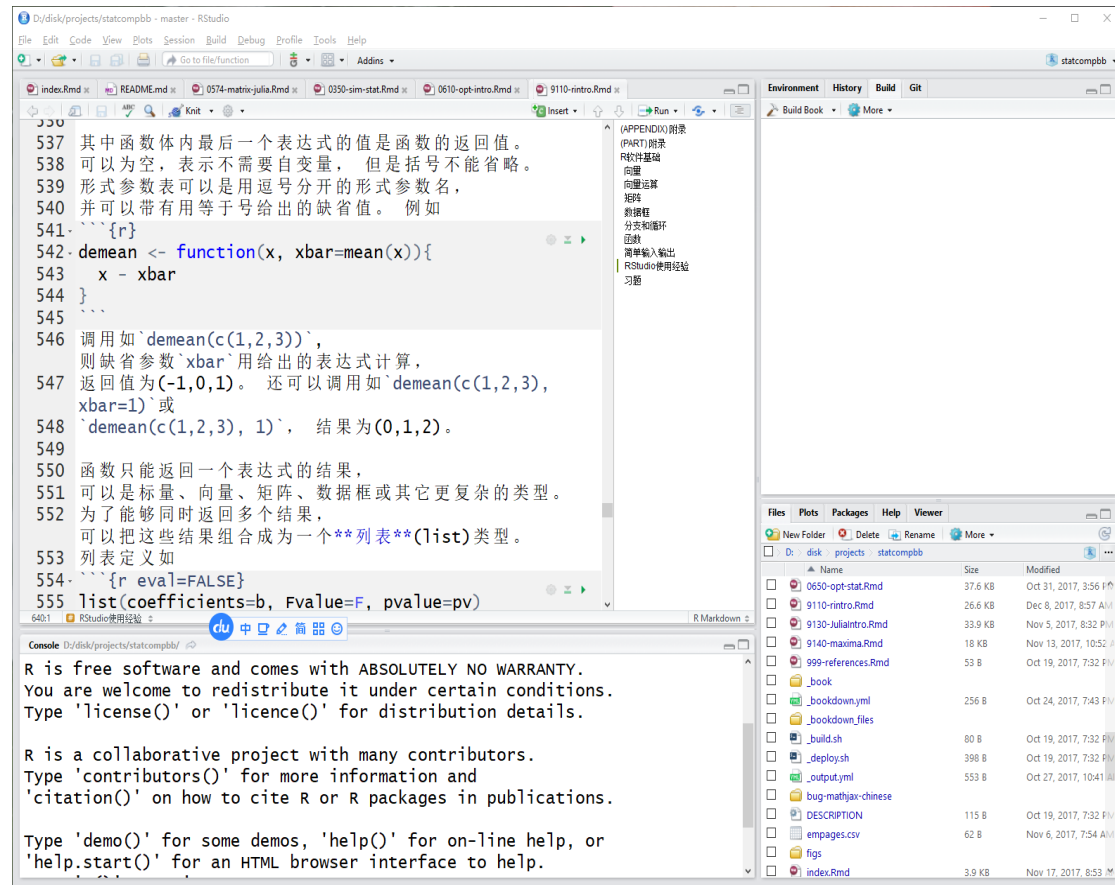 D:/disk/projects/statcompbb - master - RStudio
File Edit Code View Plots Session Build Debug Profile Tools Help
Go to file/function
Addins
statcompbb
index.Rmd
README.md
0574-matrix-julia.Rmd
0350-sim-stat.Rmd
0610-opt-intro.Rmd
9110-rintro.Rmd
ABC
Knit
Insert
Run
536
537 其中函数体内最后一个表达式的值是函数的返回值。
538 可以为空，表示不需要自变量， 但是括号不能省略。
539 形式参数表可以是用逗号分开的形式参数名，
540 并可以带有用等于号给出的缺省值。 例如
541 ```{r}
542 demean <- function(x, xbar=mean(x)){
543   x - xbar
544 }
545 ```
546 调用如`demean(c(1,2,3))`,
则缺省参数`xbar`用给出的表达式计算，
547 返回值为(-1,0,1)。 还可以调用如`demean(c(1,2,3),
xbar=1)`或
548 `demean(c(1,2,3), 1)`， 结果为(0,1,2)。
549
550 函数只能返回一个表达式的结果，
551 可以是标量、向量、矩阵、数据框或其它更复杂的类型。
552 为了能够同时返回多个结果，
可以把这些结果组合成为一个**列表**(list)类型。
553 列表定义如
554 ```{r eval=FALSE}
555 list(coefficients=b, Fvalue=F, pvalue=pv)
(APPENDIX)附录
(PART)附录
R软件基础
向量
向量运算
矩阵
数据框
分支和循环
函数
简单输入输出
RStudio使用经验
习题
640:1 RStudio使用经验
R Markdown
du 中 简
Console D:/disk/projects/statcompbb/
R is free software and comes with ABSOLUTELY NO WARRANTY.
You are welcome to redistribute it under certain conditions.
Type 'license()' or 'licence()' for distribution details.
R is a collaborative project with many contributors.
Type 'contributors()' for more information and
'citation()' on how to cite R or R packages in publications.
Type 'demo()' for some demos, 'help()' for on-line help, or
'help.start()' for an HTML browser interface to help.
Environment History Build Git
Build Book More
Files Plots Packages Help Viewer
New Folder Delete Rename More
D: disk projects statcompbb
Name Size Modified
0650-opt-stat.Rmd 37.6 KB Oct 31, 2017, 3:56 P
9110-rintro.Rmd 26.6 KB Dec 8, 2017, 8:57 AM
9130-JuliaIntro.Rmd 33.9 KB Nov 5, 2017, 8:32 PM
9140-maxima.Rmd 18 KB Nov 13, 2017, 10:52 A
999-references.Rmd 53 B Oct 19, 2017, 7:32 PM
_book
_bookdown.yml 256 B Oct 24, 2017, 7:43 PM
_bookdown_files
_build.sh 80 B Oct 19, 2017, 7:32 PM
_deploy.sh 398 B Oct 19, 2017, 7:32 PM
_output.yml 553 B Oct 27, 2017, 10:41 A
bug-mathjax-chinese
DESCRIPTION 115 B Oct 19, 2017, 7:32 PM
empages.csv 62 B Nov 6, 2017, 7:54 AM
figs
index.Rmd 3.9 KB Nov 17, 2017, 8:53